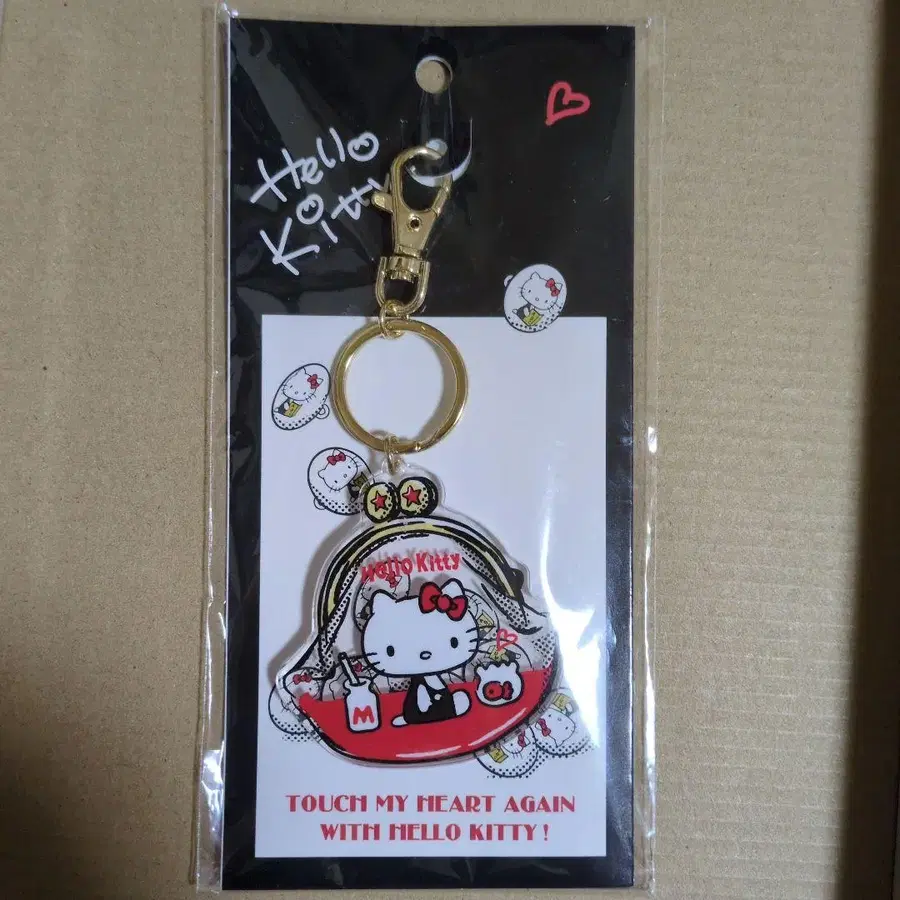 Hello
Kitty
Hello Kitty
M
TOUCH MY HEART AGAIN
WITH HELLO KITTY!